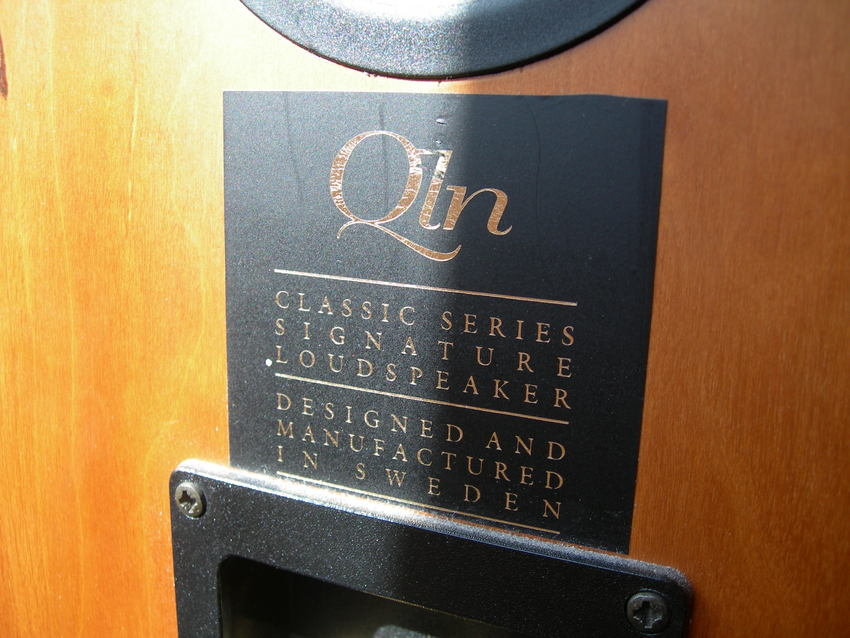 Qln
CLASSIC SERIES
SIGNATURE
LOUDSPEAKER
DESIGNED AND
MANUFACTURED
IN SWEDEN